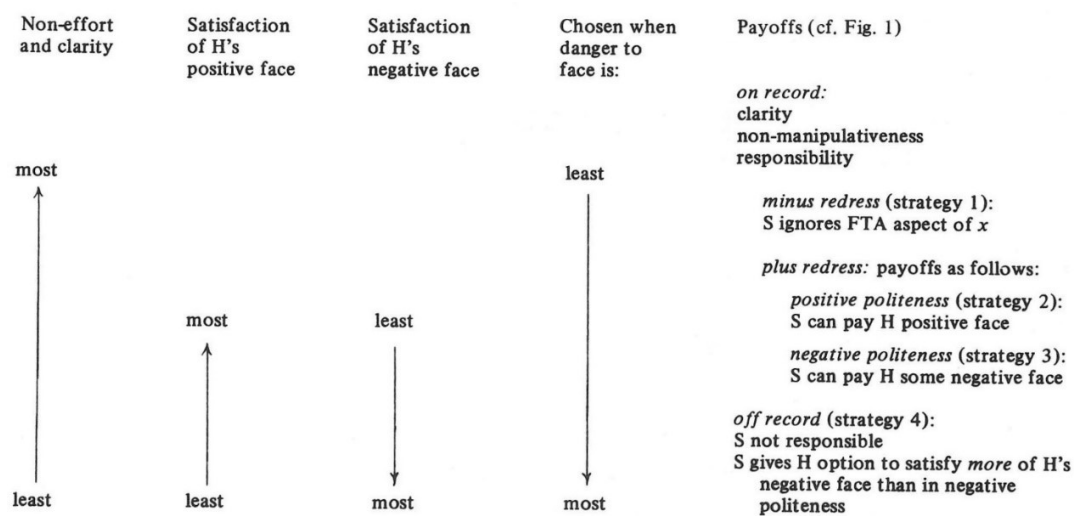 Non-effort
and clarity
Satisfaction
of H's
positive face
Satisfaction
of H's
negative face
Chosen when
danger to
face is:
Payoffs (cf. Fig. 1)
on record:
clarity
non-manipulativeness
responsibility
most
least
minus redress (strategy 1):
S ignores FTA aspect of x
plus redress: payoffs as follows:
positive politeness (strategy 2):
S can pay H positive face
most
least
negative politeness (strategy 3):
S can pay H some negative face
off record (strategy 4):
S not responsible
S gives H option to satisfy more of H's
negative face than in negative
politeness
least
least
most
most